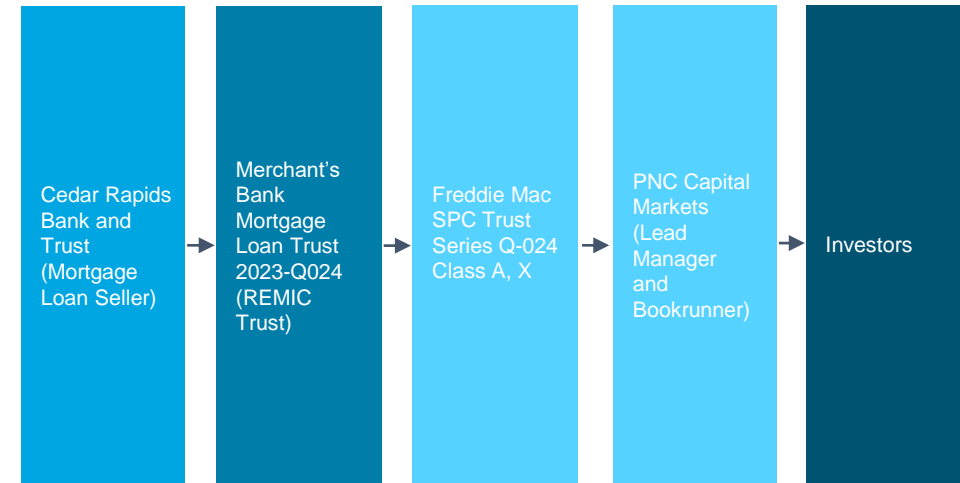 Cedar Rapids
Bank and
Trust
(Mortgage
Loan Seller)
Merchant’s
Bank
Mortgage
Loan Trust
2023-Q024
(REMIC
Trust)
Freddie Mac
SPC Trust
Series Q-024
Class A, X
PNC Capital
Markets
(Lead
Manager
and
Bookrunner)
Investors